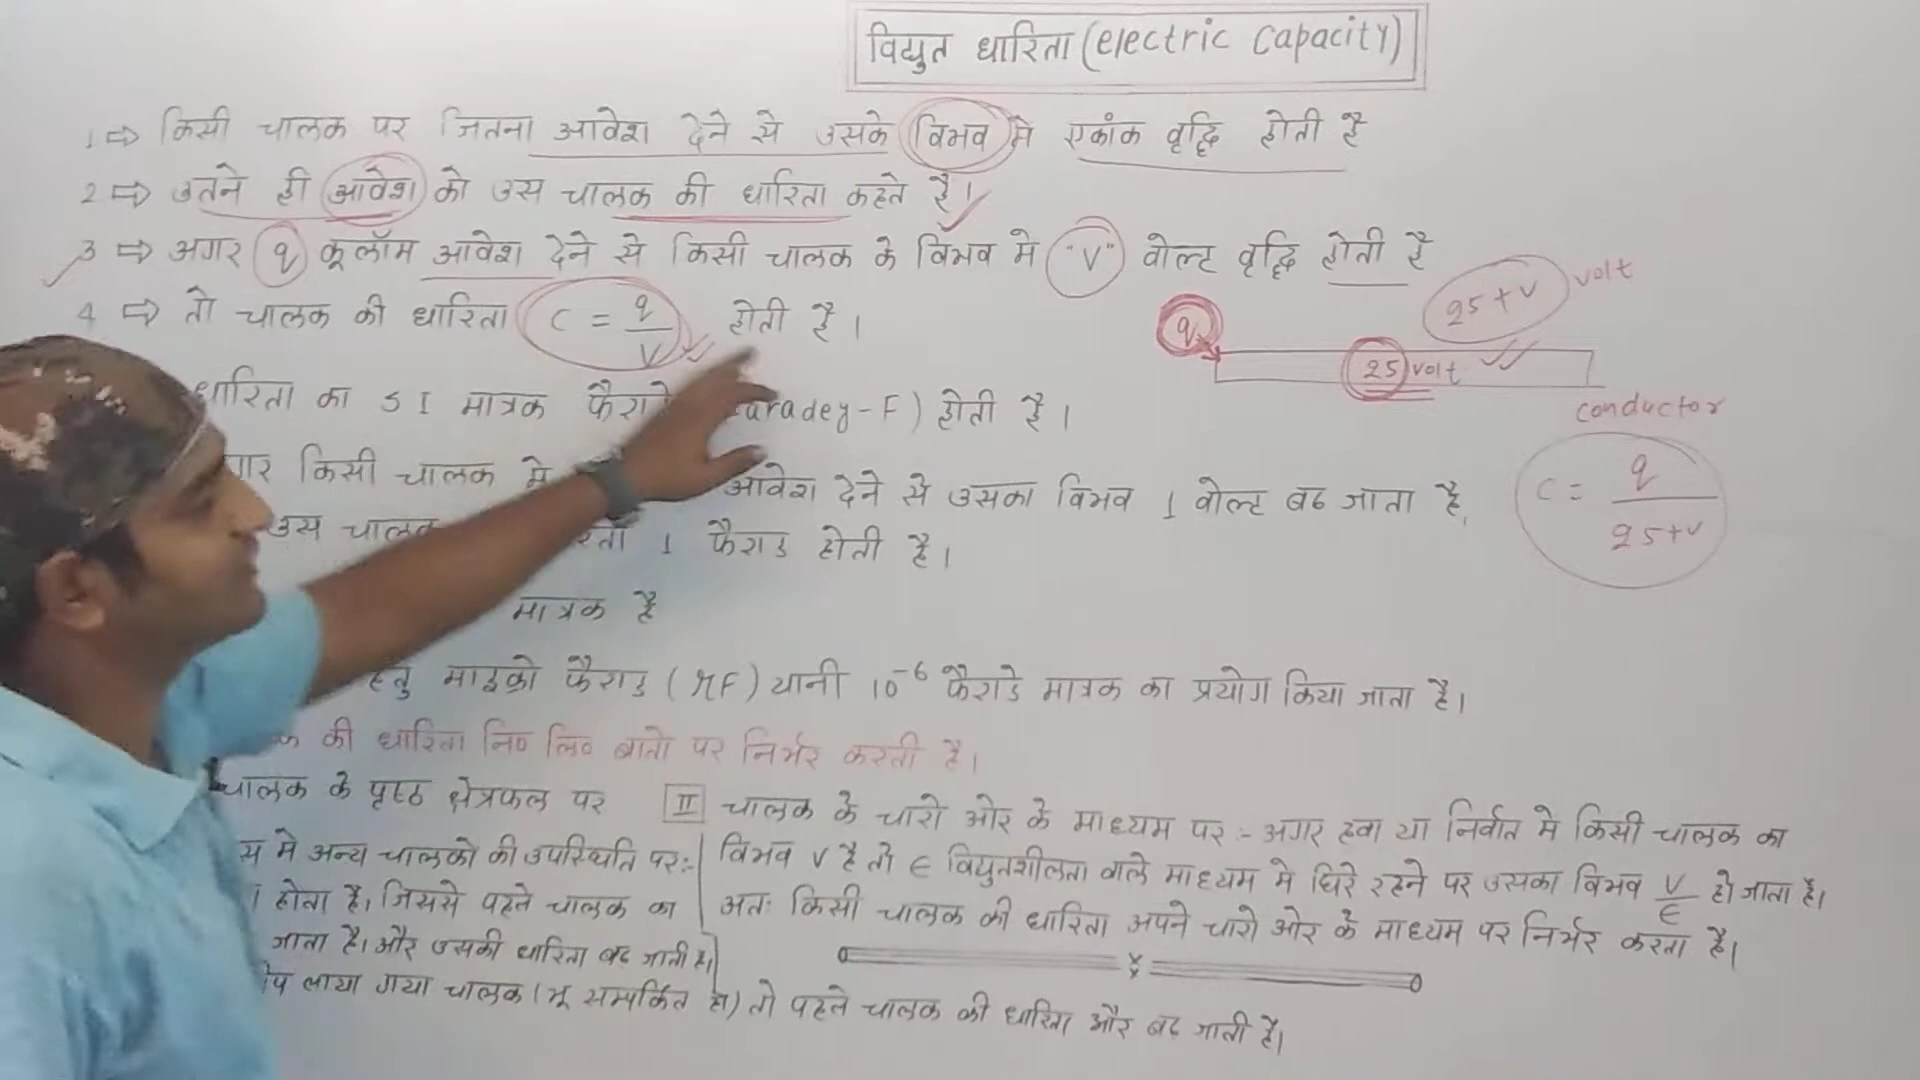 विद्युत धारिता (electric capacity)
1 ⇒ किसी चालक पर जितना आवेश देने से उसके विभव मे एकांक वृद्धि होती है
2 ⇒ उतने ही आवेश को उस चालक की धारिता कहते है।
3 ⇒ अगर q कूलॉम आवेश देने से किसी चालक के विभव मे "V" वोल्ट वृद्धि होती है
4 ⇒ तो चालक की धारिता C = q/V होती है।
25+V volt
q
25 volt
conductor
C = q/25+V
धारिता का S I मात्रक फैराडे aradey-F) होती है।
किसी चालक मे आवेश देने से उसका विभव 1 वोल्ट बढ जाता है,
उस चालक 1 फैराड होती है।
मात्रक है
माइक्रो फैराड (μF) यानी 10⁻⁶ फैराडे मात्रक का प्रयोग किया जाता है।
की धारिता नि० लि० बातो पर निर्भर करती है।
चालक के पृष्ठ क्षेत्रफल पर
II चालक के चारो ओर के माध्यम पर :- अगर हवा या निर्वात मे किसी चालक का
विभव V है तो ε विद्युतशीलता वाले माध्यम मे घिरे रहने पर उसका विभव V/ε हो जाता है।
अतः किसी चालक की धारिता अपने चारो ओर के माध्यम पर निर्भर करता है।
मे अन्य चालको की उपस्थिति पर:-
होता है, जिससे पहले चालक का
जाता है। और उसकी धारिता बढ जाती है।
लाया गया चालक (भू सम्पर्कित हो) तो पहले चालक की धारिता और बढ जाती है।